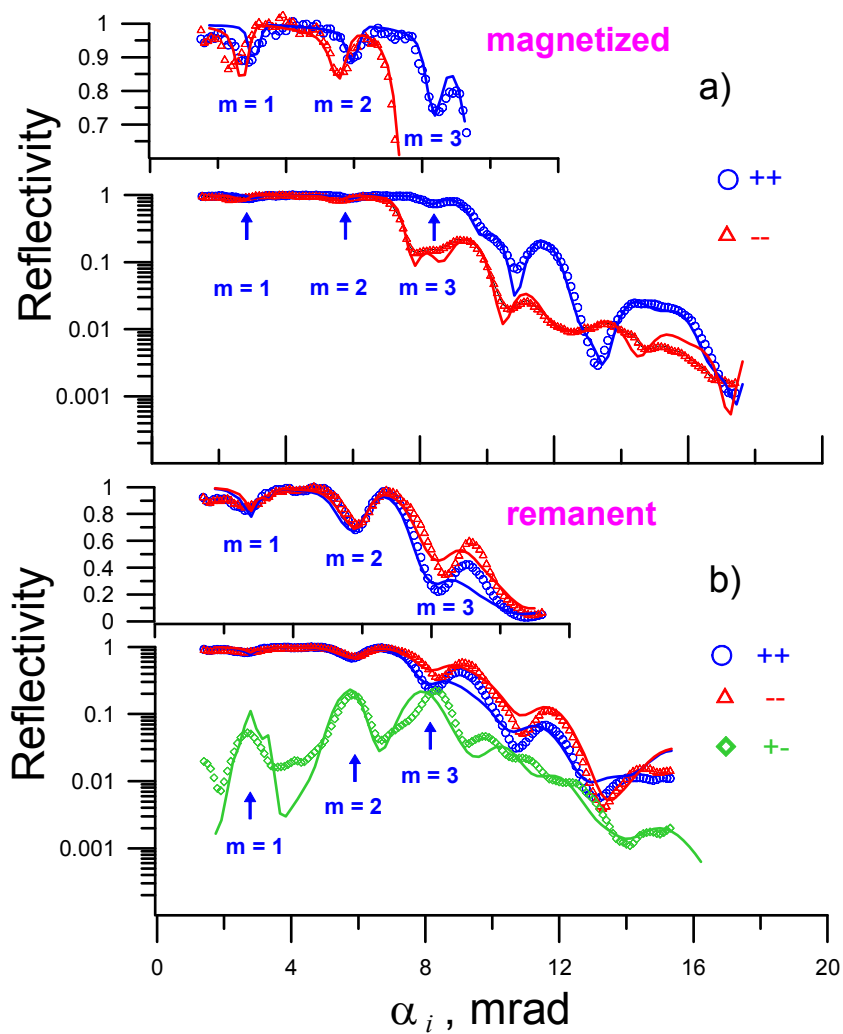 magnetized
a)
1
0.9
0.8
0.7
m = 1
m = 2
m = 3
++
--
Reflectivity
1
0.1
0.01
0.001
m = 1
m = 2
m = 3
remanent
b)
1
0.8
0.6
0.4
0.2
0
m = 1
m = 2
m = 3
++
--
+-
Reflectivity
1
0.1
0.01
0.001
m = 1
m = 2
m = 3
0 4 8 12 16 20
α i , mrad